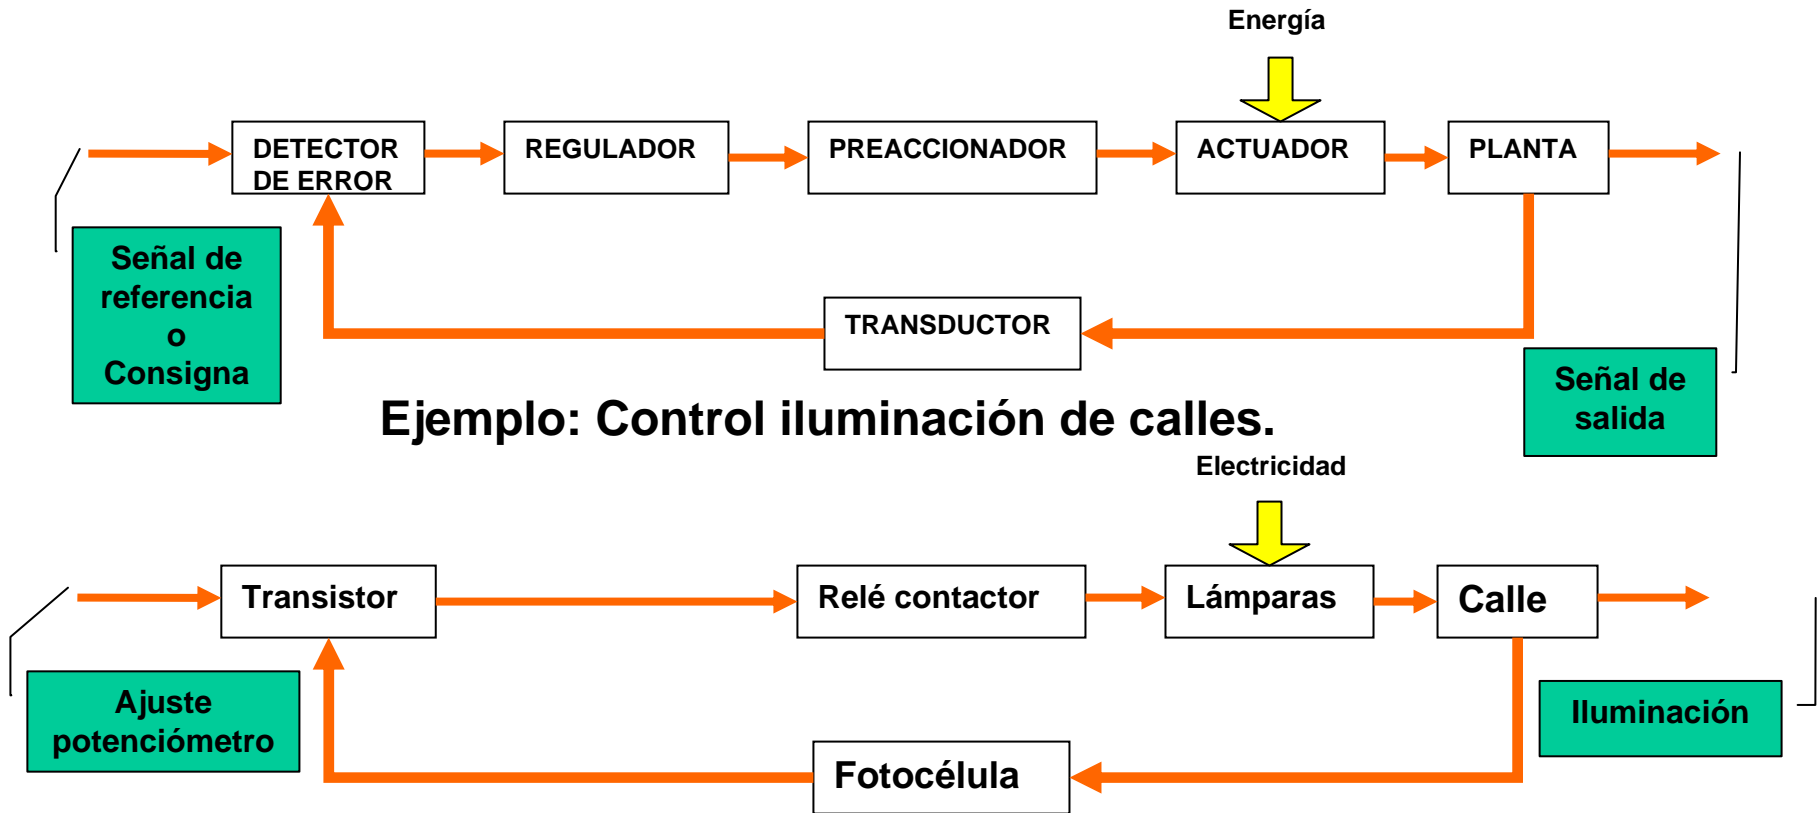 Energía
DETECTOR
DE ERROR
REGULADOR
PREACCIONADOR
ACTUADOR
PLANTA
Señal de
referencia
o
Consigna
TRANSDUCTOR
Señal de
salida
Ejemplo: Control iluminación de calles.
Electricidad
Transistor
Relé contactor
Lámparas
Calle
Ajuste
potenciómetro
Iluminación
Fotocélula